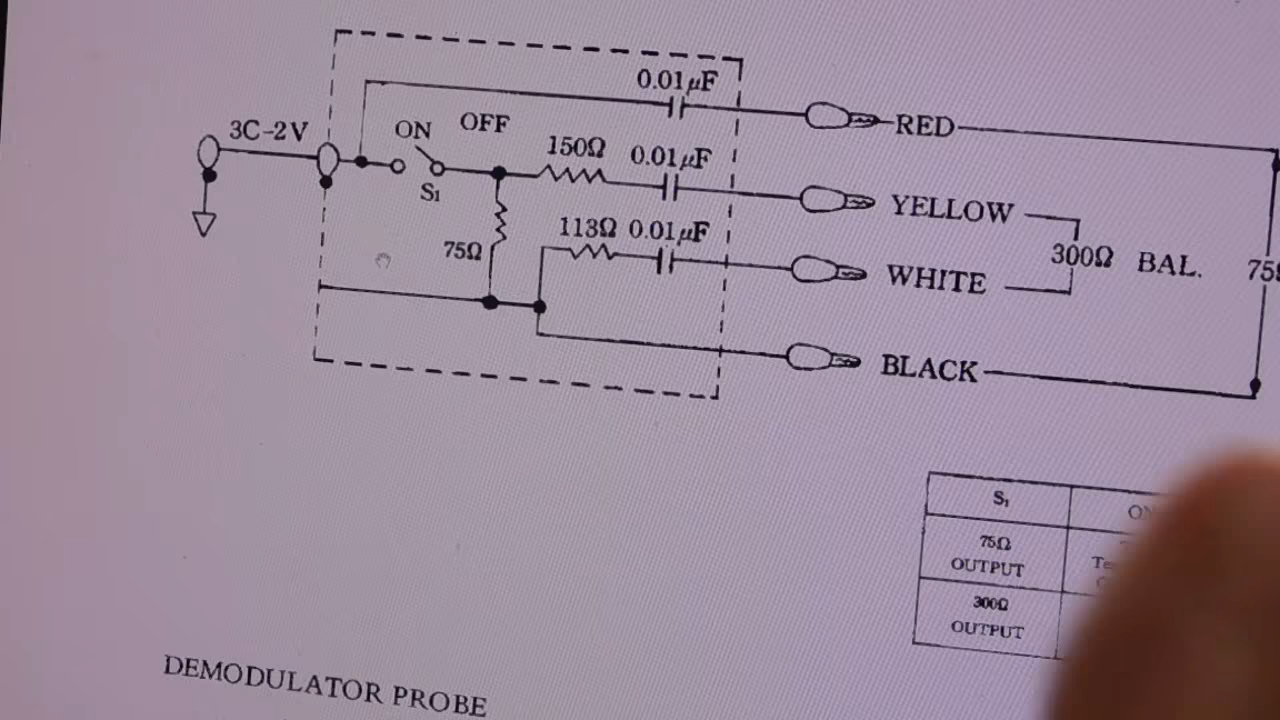 0.01μF
3C-2V
ON OFF
RED
150Ω 0.01μF
S₁
YELLOW
113Ω 0.01μF
75Ω
300Ω BAL.
WHITE
BLACK
S₁
75Ω
OUTPUT
300Ω
OUTPUT
DEMODULATOR PROBE